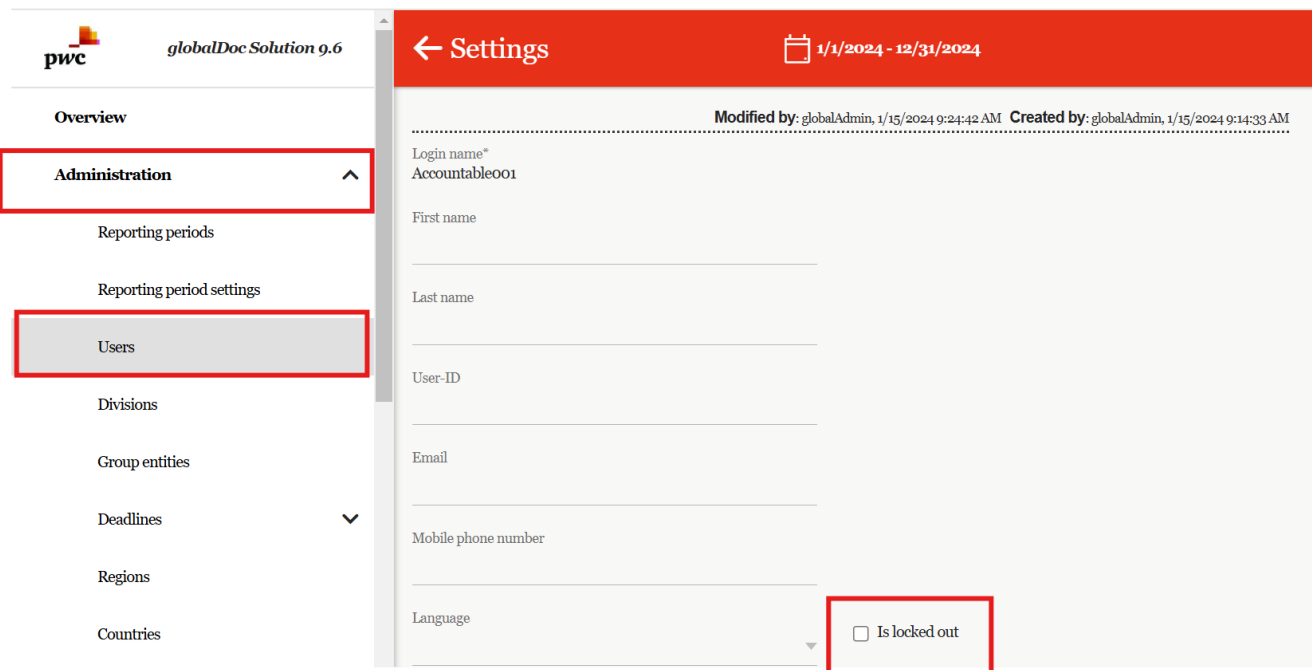 pwc
globalDoc Solution 9.6
Overview
Administration
Reporting periods
Reporting period settings
Users
Divisions
Group entities
Deadlines
Regions
Countries
Settings
1/1/2024 - 12/31/2024
Modified by: globalAdmin, 1/15/2024 9:24:42 AM Created by: globalAdmin, 1/15/2024 9:14:33 AM
Login name*
Accountable001
First name
Last name
User-ID
Email
Mobile phone number
Language
Is locked out